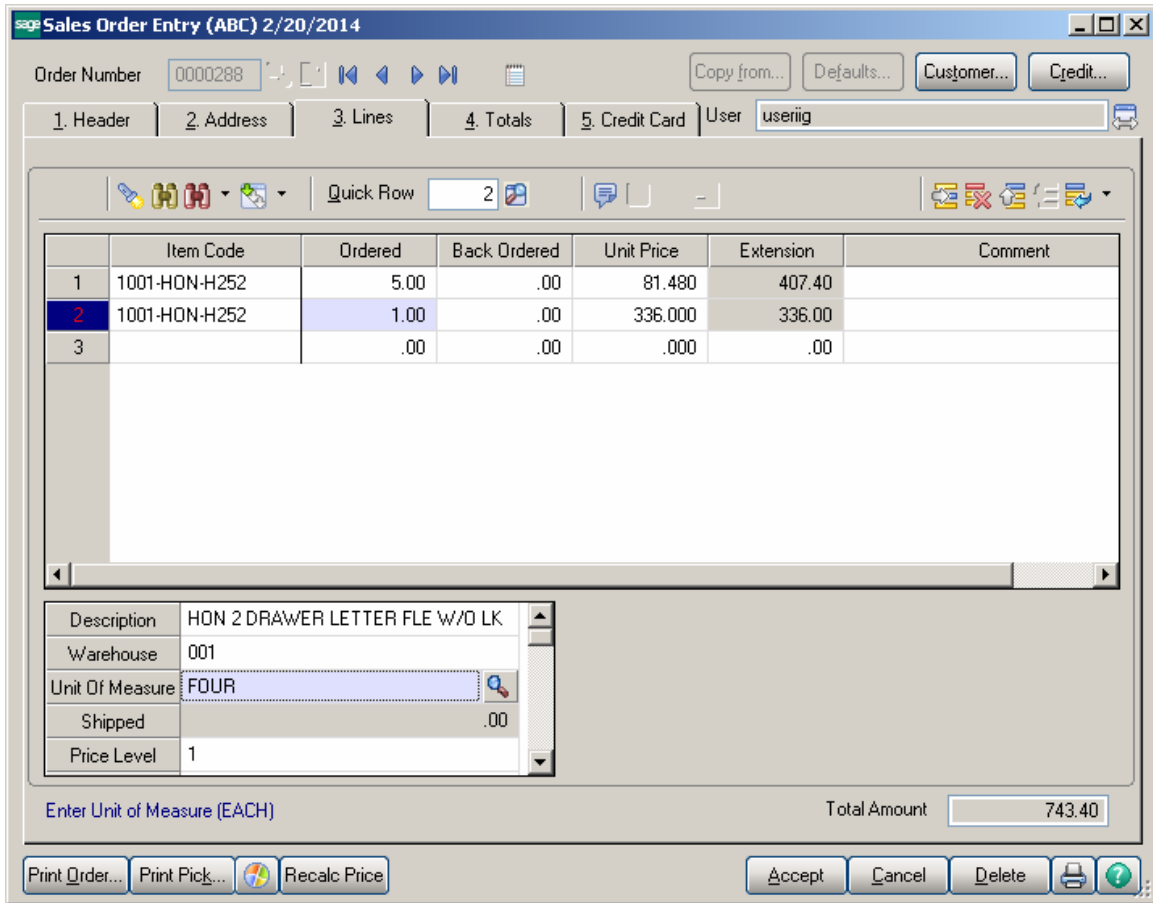 sage Sales Order Entry (ABC) 2/20/2014
Order Number 0000288 Copy from... Defaults... Customer... Credit...
1. Header 2. Address 3. Lines 4. Totals 5. Credit Card User useriig
Quick Row 2
Item Code Ordered Back Ordered Unit Price Extension Comment
1 1001-HON-H252 5.00 .00 81.480 407.40
2 1001-HON-H252 1.00 .00 336.000 336.00
3 .00 .00 .000 .00
Description HON 2 DRAWER LETTER FLE W/O LK
Warehouse 001
Unit Of Measure FOUR
Shipped .00
Price Level 1
Enter Unit of Measure (EACH) Total Amount 743.40
Print Order... Print Pick... Recalc Price Accept Cancel Delete